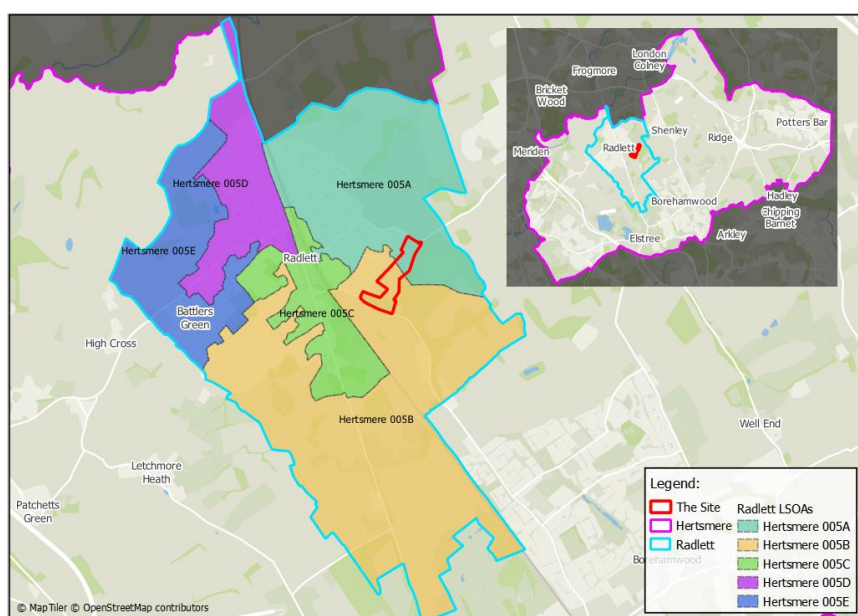 Hertsmere 005D
Hertsmere 005A
Hertsmere 005E
Radlett
Battlers
Green
Hertsmere 005C
High Cross
Hertsmere 005B
Letchmore
Heath
Patchetts
Green
Well End
Borehamwood
© MapTiler © OpenStreetMap contributors
London
Colney
Frogmore
Bricket
Wood
Potters Bar
Shenley
Ridge
Meriden
Radlett
Borehamwood
Hadley
Chipping
Barnet
Elstree
Arkley
Legend:
The Site
Hertsmere
Radlett
Radlett LSOAs
Hertsmere 005A
Hertsmere 005B
Hertsmere 005C
Hertsmere 005D
Hertsmere 005E